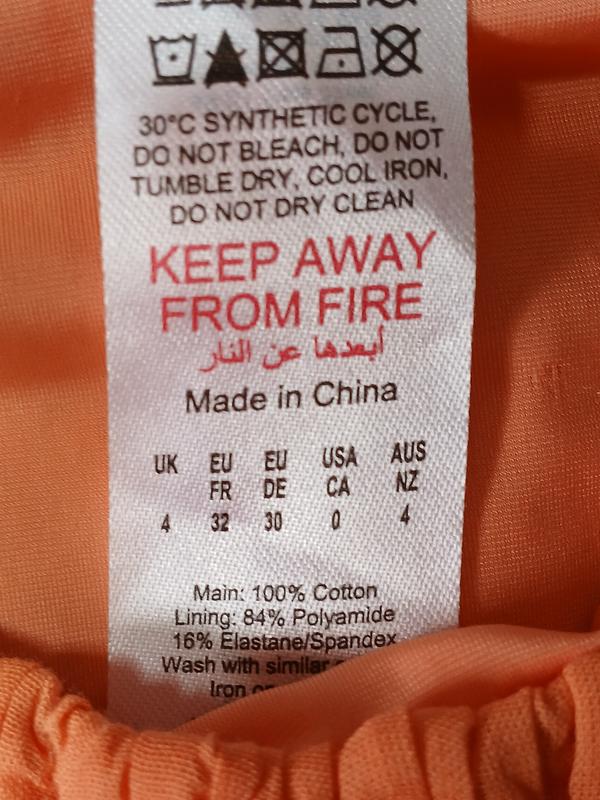 30°C SYNTHETIC CYCLE,
DO NOT BLEACH, DO NOT
TUMBLE DRY, COOL IRON,
DO NOT DRY CLEAN
KEEP AWAY
FROM FIRE
أبعدها عن النار
Made in China
UK EU EU USA AUS
FR DE CA NZ
4 32 30 0 4
Main: 100% Cotton
Lining: 84% Polyamide
16% Elastane/Spandex
Wash with similar
Iron